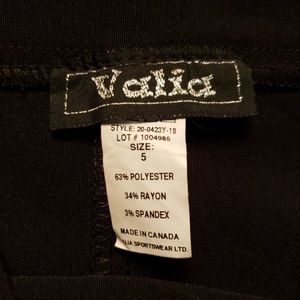 Valia
STYLE: 20-0423Y-18
LOT # 1004985
SIZE:
5
63% POLYESTER
34% RAYON
3% SPANDEX
MADE IN CANADA
SPORTSWEAR LTD.